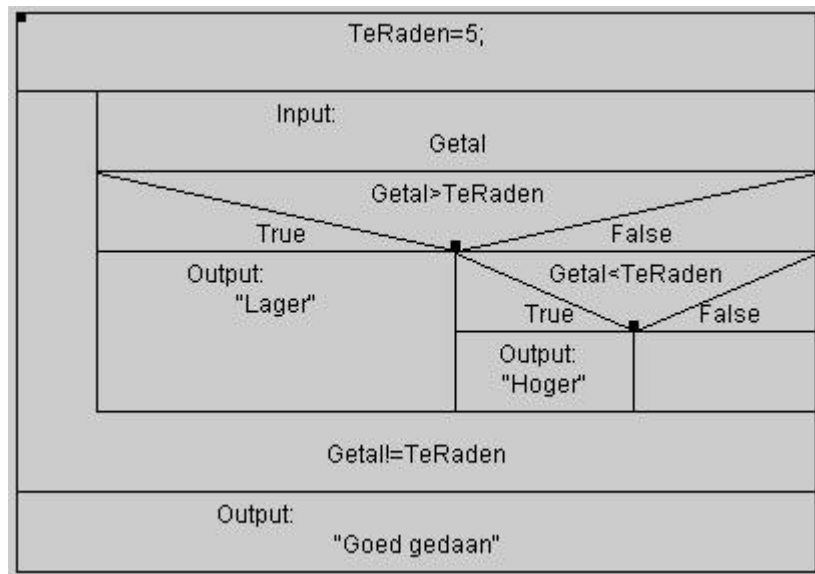 TeRaden=5;
Input:
Getal
Getal>TeRaden
True
False
Output:
"Lager"
Getal<TeRaden
True
False
Output:
"Hoger"
Getal!=TeRaden
Output:
"Goed gedaan"